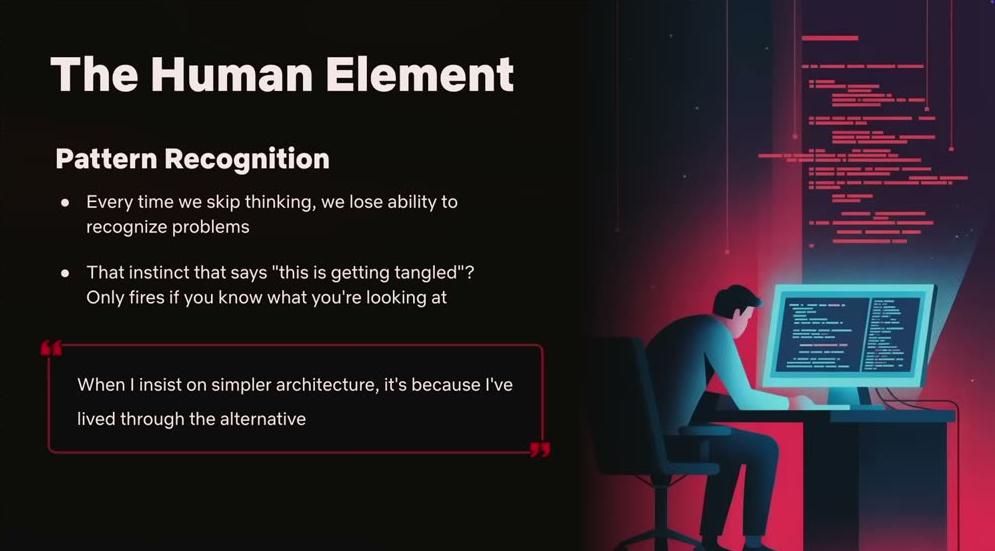 The Human Element
Pattern Recognition
● Every time we skip thinking, we lose ability to
recognize problems
● That instinct that says "this is getting tangled"?
Only fires if you know what you're looking at
❝
When I insist on simpler architecture, it's because I've
lived through the alternative
❞